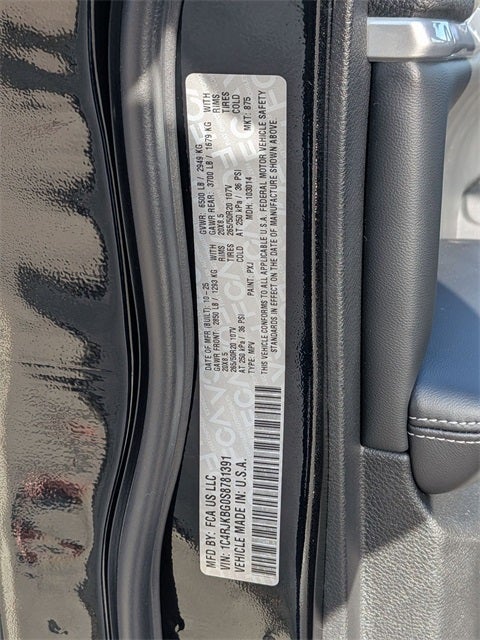 MFD BY: FCA US LLC
VIN: 1C4RJKBG0S8781391
VEHICLE MADE IN: U.S.A.
DATE OF MFR (BUILT): 10-25 GVWR: 6500 LB / 2949 KG
GAWR FRONT: 2850 LB / 1293 KG WITH GAWR REAR: 3700 LB / 1679 KG WITH
20X8.5 RIMS 20X8.5 RIMS
265/50R20 107V TIRES 265/50R20 107V TIRES
AT 250 kPa / 36 PSI COLD AT 250 kPa / 36 PSI COLD
TYPE: MPV PAINT: PXJ MDH: 103014 MKT: 875
THIS VEHICLE CONFORMS TO ALL APPLICABLE U.S.A. FEDERAL MOTOR VEHICLE SAFETY
STANDARDS IN EFFECT ON THE DATE OF MANUFACTURE SHOWN ABOVE.